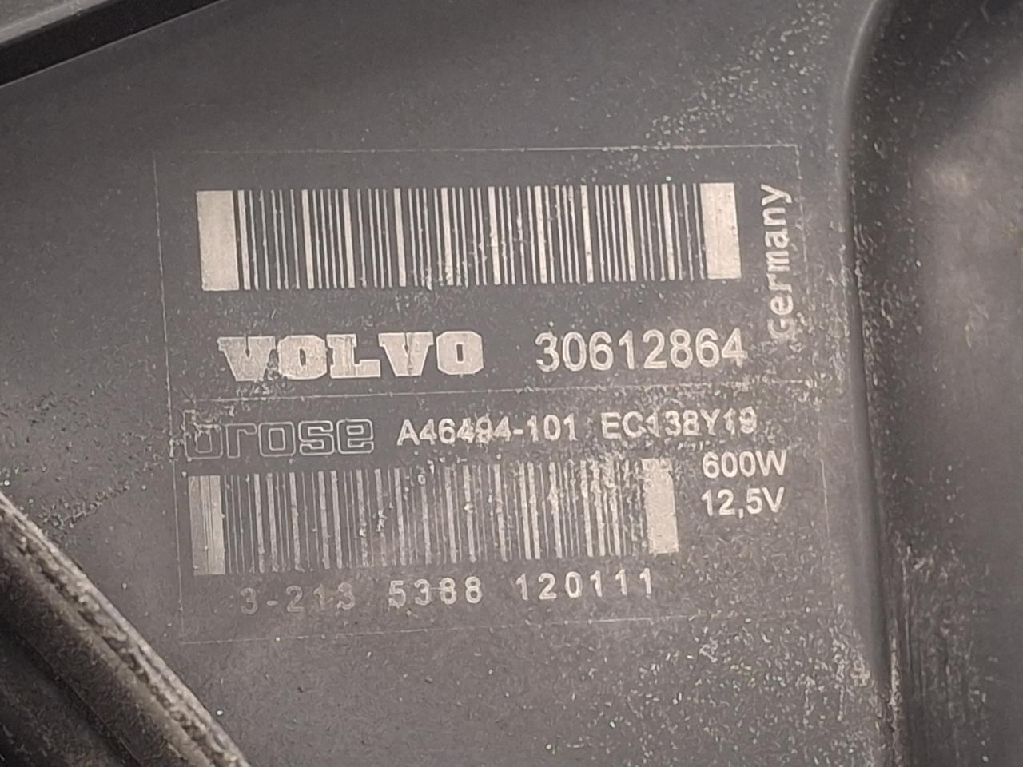 Germany
VOLVO 30612864
brose A46494-101 EC138Y19
600W
12,5V
3-213 5388 120111